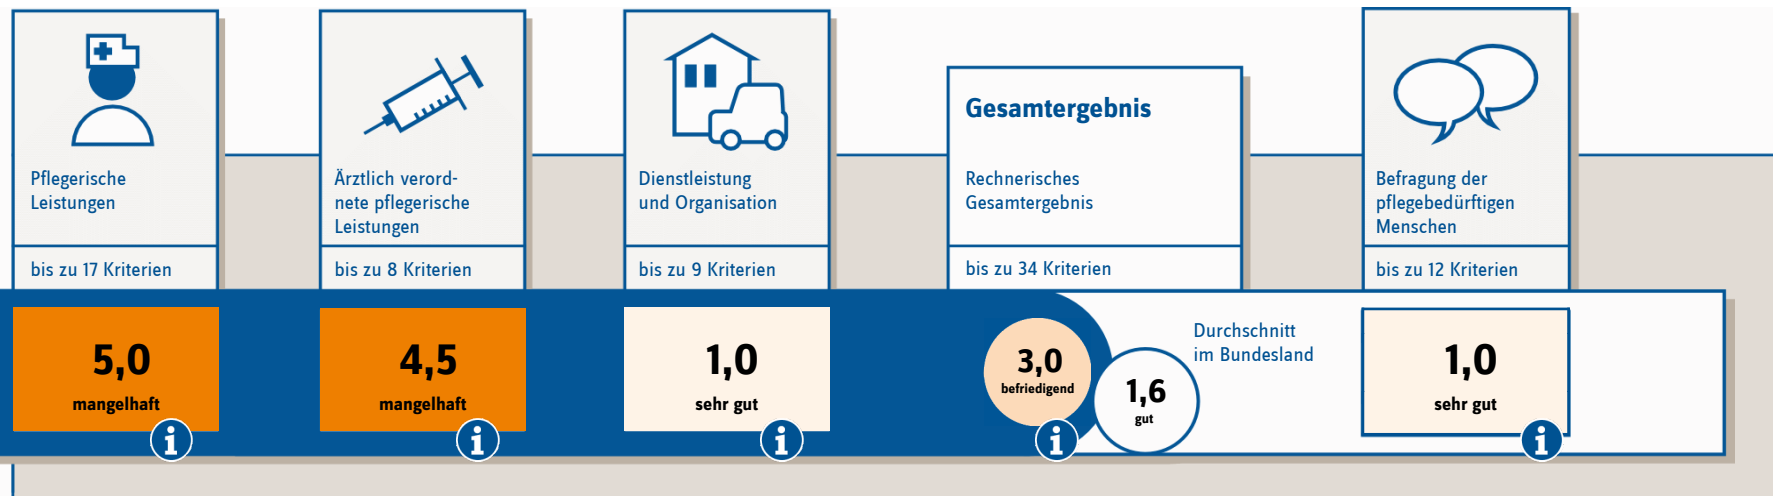 Pflegerische
Leistungen
bis zu 17 Kriterien
5,0
mangelhaft
i
Ärztlich verord-
nete pflegerische
Leistungen
bis zu 8 Kriterien
4,5
mangelhaft
i
Dienstleistung
und Organisation
bis zu 9 Kriterien
1,0
sehr gut
i
Gesamtergebnis
Rechnerisches
Gesamtergebnis
bis zu 34 Kriterien
3,0
befriedigend
i
1,6
gut
Durchschnitt
im Bundesland
Befragung der
pflegebedürftigen
Menschen
bis zu 12 Kriterien
1,0
sehr gut
i